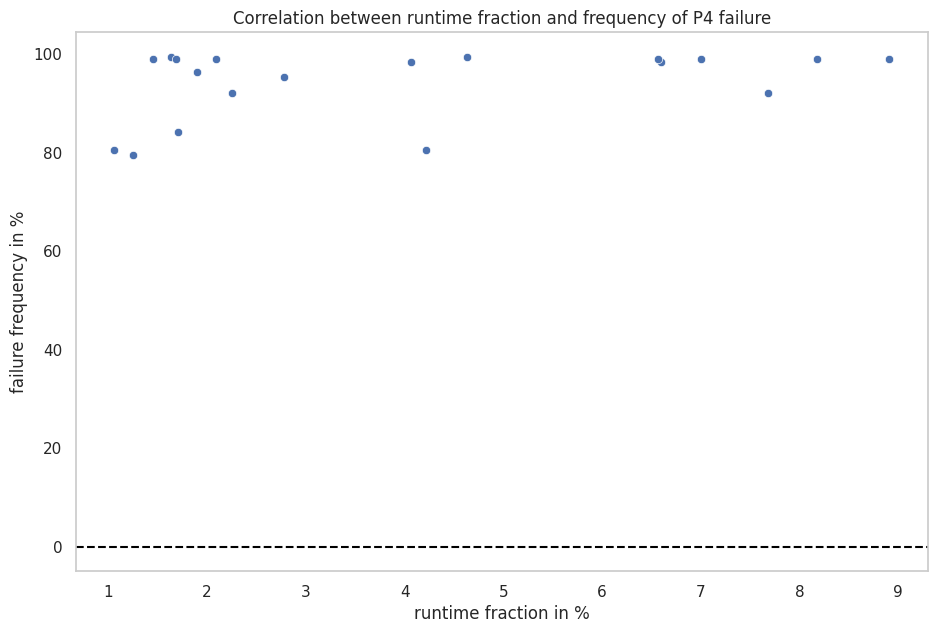 Correlation between runtime fraction and frequency of P4 failure
100
80
60
40
20
0
failure frequency in %
1 2 3 4 5 6 7 8 9
runtime fraction in %